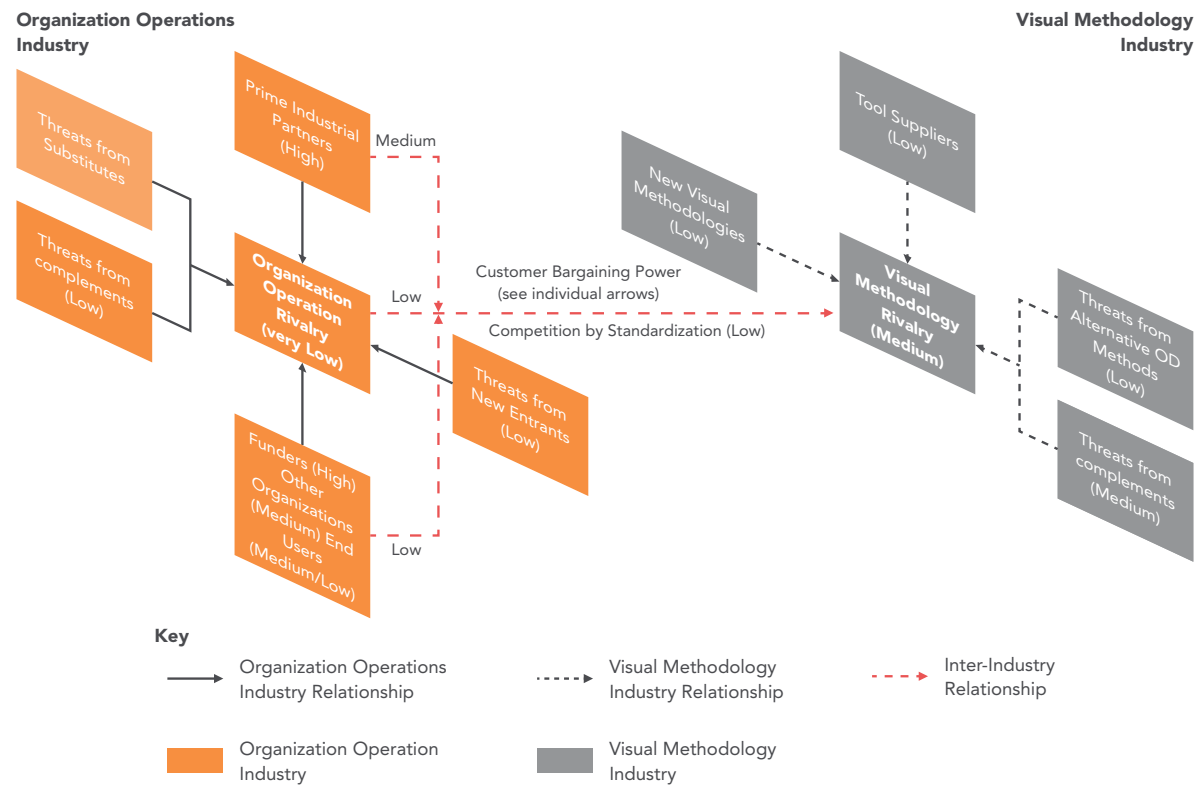 Organization Operations
Industry
Visual Methodology
Industry
Threats from
Substitutes
Prime Industrial
Partners
(High)
Medium
Tool Suppliers
(Low)
New Visual
Methodologies
(Low)
Threats from
complements
(Low)
Organization
Operation
Rivalry
(very Low)
Low
Customer Bargaining Power
(see individual arrows)
Competition by Standardization (Low)
Visual
Methodology
Rivalry
(Medium)
Threats from
Alternative OD
Methods
(Low)
Threats from
New Entrants
(Low)
Funders (High)
Other
Organizations
(Medium) End
Users
(Medium/Low)
Low
Threats from
complements
(Medium)
Key
Organization Operations
Industry Relationship
Visual Methodology
Industry Relationship
Inter-Industry
Relationship
Organization Operation
Industry
Visual Methodology
Industry